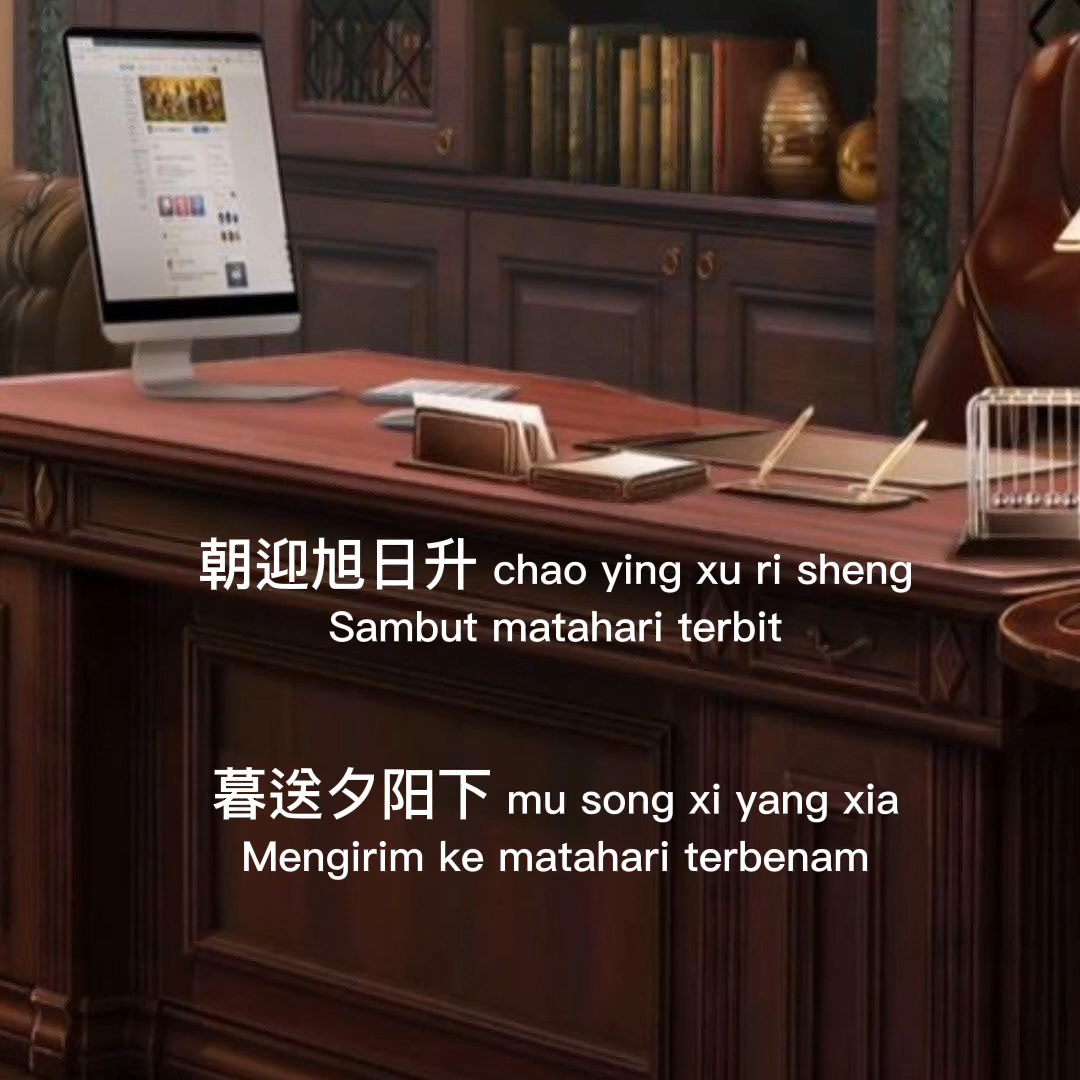 朝迎旭日升 chao ying xu ri sheng
Sambut matahari terbit
暮送夕阳下 mu song xi yang xia
Mengirim ke matahari terbenam